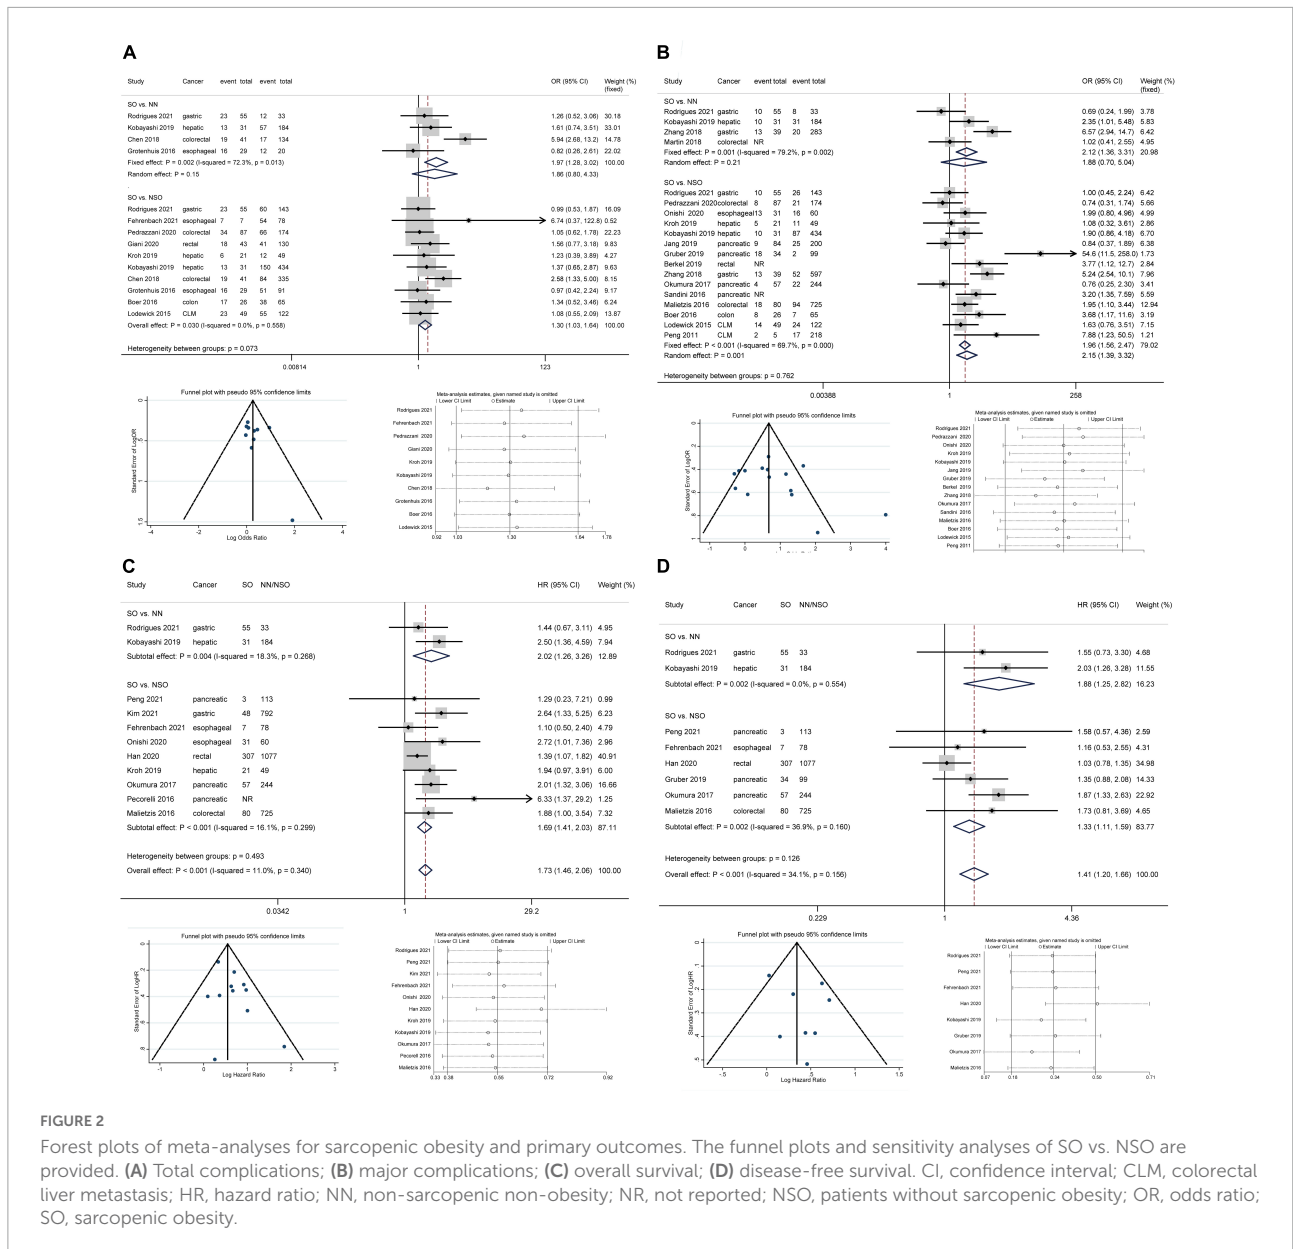 A
Study Cancer event total event total OR (95% CI) Weight (%)
(fixed)
SO vs. NN
Rodrigues 2021 gastric 23 55 12 33 1.26 (0.52, 3.06) 30.18
Kobayashi 2019 hepatic 13 31 57 184 1.61 (0.74, 3.51) 33.01
Chen 2018 colorectal 19 41 17 134 5.94 (2.68, 13.2) 14.78
Grotenhuis 2016 esophageal 16 29 12 20 0.82 (0.26, 2.61) 22.02
Fixed effect: P = 0.002 (I-squared = 72.3%, p = 0.013) 1.97 (1.28, 3.02) 100.00
Random effect: P = 0.15 1.86 (0.80, 4.33)
.
SO vs. NSO
Rodrigues 2021 gastric 23 55 60 143 0.99 (0.53, 1.87) 16.09
Fehrenbach 2021 esophageal 7 7 54 78 6.74 (0.37, 122.8) 0.52
Pedrazzani 2020 colorectal 34 87 66 174 1.05 (0.62, 1.78) 22.23
Giani 2020 rectal 18 43 41 130 1.56 (0.77, 3.18) 9.83
Kroh 2019 hepatic 6 21 12 49 1.23 (0.39, 3.89) 4.27
Kobayashi 2019 hepatic 13 31 150 434 1.37 (0.65, 2.87) 9.63
Chen 2018 colorectal 19 41 84 335 2.58 (1.33, 5.00) 8.15
Grotenhuis 2016 esophageal 16 29 51 91 0.97 (0.42, 2.24) 9.17
Boer 2016 colon 17 26 38 65 1.34 (0.52, 3.46) 6.24
Lodewick 2015 CLM 23 49 55 122 1.08 (0.55, 2.09) 13.87
Overall effect: P = 0.030 (I-squared = 0.0%, p = 0.558) 1.30 (1.03, 1.64) 100.00
Heterogeneity between groups: p = 0.073
0.00814 1 123
Funnel plot with pseudo 95% confidence limits
Standard Error of LogOR
0 .5 1 1.5
-4 -2 0 2 4
Log Odds Ratio
Meta-analysis estimates, given named study is omitted
Lower CI Limit Estimate Upper CI Limit
Rodrigues 2021
Fehrenbach 2021
Pedrazzani 2020
Giani 2020
Kroh 2019
Kobayashi 2019
Chen 2018
Grotenhuis 2016
Boer 2016
Lodewick 2015
0.92 1.03 1.30 1.64 1.78
B
Study Cancer event total event total OR (95% CI) Weight (%)
(fixed)
SO vs. NN
Rodrigues 2021 gastric 10 55 8 33 0.69 (0.24, 1.99) 3.78
Kobayashi 2019 hepatic 10 31 31 184 2.35 (1.01, 5.48) 5.83
Zhang 2018 gastric 13 39 20 283 6.57 (2.94, 14.7) 6.42
Martin 2018 colorectal NR 1.02 (0.41, 2.55) 4.95
Fixed effect: P = 0.001 (I-squared = 79.2%, p = 0.002) 2.12 (1.36, 3.31) 20.98
Random effect: P = 0.21 1.88 (0.70, 5.04)
SO vs. NSO
Rodrigues 2021 gastric 10 55 26 143 1.00 (0.45, 2.24) 6.42
Pedrazzani 2020 colorectal 8 87 21 174 0.74 (0.31, 1.74) 5.66
Onishi 2020 esophageal 13 31 16 60 1.99 (0.80, 4.96) 4.99
Kroh 2019 hepatic 5 21 11 49 1.08 (0.32, 3.61) 2.86
Kobayashi 2019 hepatic 10 31 87 434 1.90 (0.86, 4.18) 6.70
Jang 2019 pancreatic 9 84 25 200 0.84 (0.37, 1.89) 6.38
Gruber 2019 pancreatic 18 34 2 99 54.6 (11.5, 258.0) 1.73
Berkel 2019 rectal NR 3.77 (1.12, 12.7) 2.84
Zhang 2018 gastric 13 39 52 597 5.24 (2.54, 10.1) 7.96
Okumura 2017 pancreatic 4 57 22 244 0.76 (0.25, 2.30) 3.41
Sandini 2016 pancreatic NR 3.20 (1.35, 7.59) 5.59
Malietzis 2016 colorectal 18 80 94 725 1.95 (1.10, 3.44) 12.94
Boer 2016 colon 8 26 7 65 3.68 (1.17, 11.6) 3.19
Lodewick 2015 CLM 14 49 24 122 1.63 (0.76, 3.51) 7.15
Peng 2011 CLM 2 5 17 218 7.88 (1.23, 50.5) 1.21
Fixed effect: P < 0.001 (I-squared = 69.7%, p = 0.000) 1.96 (1.56, 2.47) 79.02
Random effect: P = 0.001 2.15 (1.39, 3.32)
Heterogeneity between groups: p = 0.762
0.00388 1 258
Funnel plot with pseudo 95% confidence limits
Standard Error of LogOR
0 .2 .4 .6 .8 1
-1 0 1 2 3 4
Meta-analysis estimates, given named study is omitted
Lower CI Limit Estimate Upper CI Limit
Rodrigues 2021
Pedrazzani 2020
Onishi 2020
Kroh 2019
Kobayashi 2019
Jang 2019
Gruber 2019
Berkel 2019
Zhang 2018
Okumura 2017
Sandini 2016
Malietzis 2016
Boer 2016
Lodewick 2015
Peng 2011
C
Study Cancer SO NN/NSO HR (95% CI) Weight (%)
SO vs. NN
Rodrigues 2021 gastric 55 33 1.44 (0.67, 3.11) 4.95
Kobayashi 2019 hepatic 31 184 2.50 (1.36, 4.59) 7.94
Subtotal effect: P = 0.004 (I-squared = 18.3%, p = 0.268) 2.02 (1.26, 3.26) 12.89
SO vs. NSO
Peng 2021 pancreatic 3 113 1.29 (0.23, 7.21) 0.99
Kim 2021 gastric 48 792 2.64 (1.33, 5.25) 6.23
Fehrenbach 2021 esophageal 7 78 1.10 (0.50, 2.40) 4.79
Onishi 2020 esophageal 31 60 2.72 (1.01, 7.36) 2.96
Han 2020 rectal 307 1077 1.39 (1.07, 1.82) 40.91
Kroh 2019 hepatic 21 49 1.94 (0.97, 3.91) 6.00
Okumura 2017 pancreatic 57 244 2.01 (1.32, 3.06) 16.66
Pecorelli 2016 pancreatic NR 6.33 (1.37, 29.2) 1.25
Malietzis 2016 colorectal 80 725 1.88 (1.00, 3.54) 7.32
Subtotal effect: P < 0.001 (I-squared = 16.1%, p = 0.299) 1.69 (1.41, 2.03) 87.11
Heterogeneity between groups: p = 0.493
Overall effect: P < 0.001 (I-squared = 11.0%, p = 0.340) 1.73 (1.46, 2.06) 100.00
0.0342 1 29.2
Funnel plot with pseudo 95% confidence limits
Standard Error of LogHR
0 .2 .4 .6 .8
-1 0 1 2 3
Log Hazard Ratio
Meta-analysis estimates, given named study is omitted
Lower CI Limit Estimate Upper CI Limit
Rodrigues 2021
Peng 2021
Kim 2021
Fehrenbach 2021
Onishi 2020
Han 2020
Kroh 2019
Kobayashi 2019
Okumura 2017
Pecorelli 2016
Malietzis 2016
0.33 0.38 0.55 0.72 0.92
D
Study Cancer SO NN/NSO HR (95% CI) Weight (%)
SO vs. NN
Rodrigues 2021 gastric 55 33 1.55 (0.73, 3.30) 4.68
Kobayashi 2019 hepatic 31 184 2.03 (1.26, 3.28) 11.55
Subtotal effect: P = 0.002 (I-squared = 0.0%, p = 0.554) 1.88 (1.25, 2.82) 16.23
SO vs. NSO
Peng 2021 pancreatic 3 113 1.58 (0.57, 4.36) 2.59
Fehrenbach 2021 esophageal 7 78 1.16 (0.53, 2.55) 4.31
Han 2020 rectal 307 1077 1.03 (0.78, 1.35) 34.98
Gruber 2019 pancreatic 34 99 1.35 (0.88, 2.08) 14.33
Okumura 2017 pancreatic 57 244 1.87 (1.33, 2.63) 22.92
Malietzis 2016 colorectal 80 725 1.73 (0.81, 3.69) 4.65
Subtotal effect: P = 0.002 (I-squared = 36.9%, p = 0.160) 1.33 (1.11, 1.59) 83.77
Heterogeneity between groups: p = 0.126
Overall effect: P < 0.001 (I-squared = 34.1%, p = 0.156) 1.41 (1.20, 1.66) 100.00
0.229 1 4.36
Funnel plot with pseudo 95% confidence limits
Standard Error of LogHR
0 .1 .2 .3 .4 .5
-.5 0 .5 1 1.5
Log Hazard Ratio
Meta-analysis estimates, given named study is omitted
Lower CI Limit Estimate Upper CI Limit
Rodrigues 2021
Peng 2021
Fehrenbach 2021
Han 2020
Kobayashi 2019
Gruber 2019
Okumura 2017
Malietzis 2016
0.07 0.16 0.34 0.50 0.71
FIGURE 2
Forest plots of meta-analyses for sarcopenic obesity and primary outcomes. The funnel plots and sensitivity analyses of SO vs. NSO are
provided. (A) Total complications; (B) major complications; (C) overall survival; (D) disease-free survival. CI, confidence interval; CLM, colorectal
liver metastasis; HR, hazard ratio; NN, non-sarcopenic non-obesity; NR, not reported; NSO, patients without sarcopenic obesity; OR, odds ratio;
SO, sarcopenic obesity.